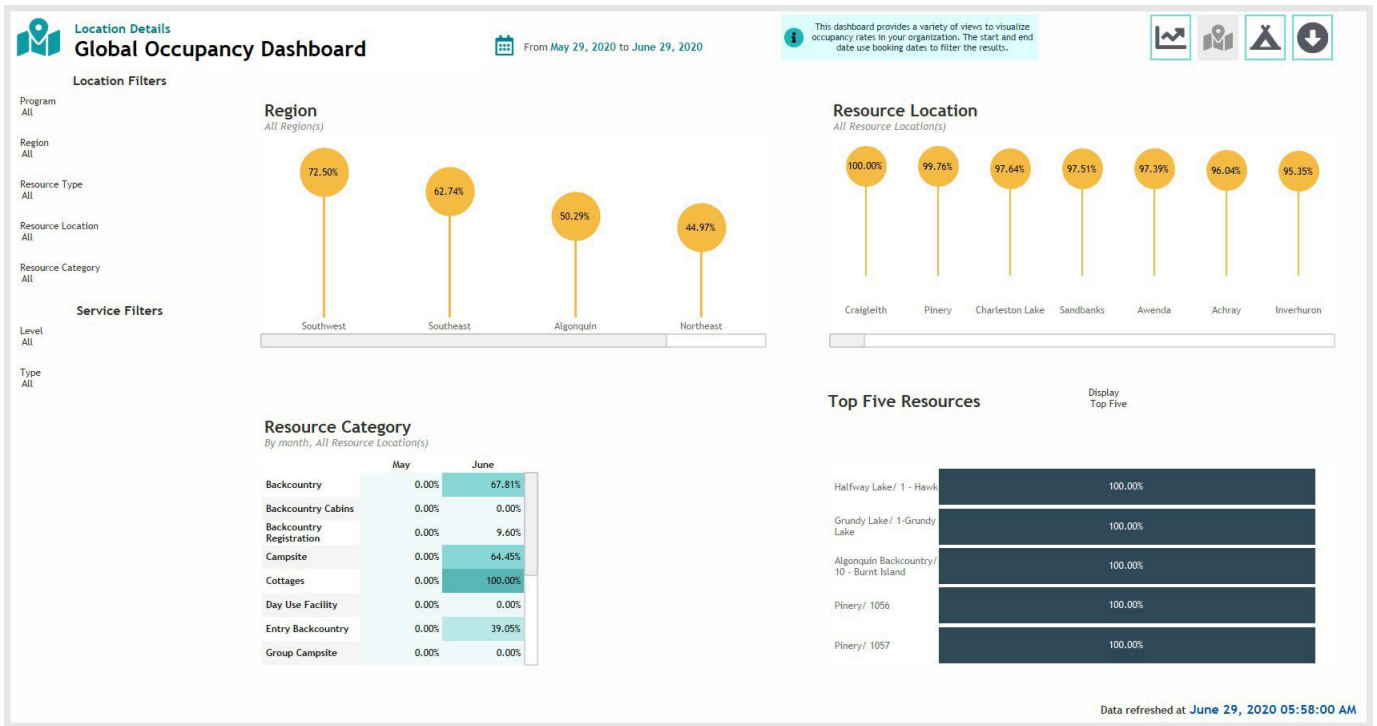 Location Details
Global Occupancy Dashboard
From May 29, 2020 to June 29, 2020
This dashboard provides a variety of views to visualize
occupancy rates in your organization. The start and end
date use booking dates to filter the results.
Location Filters
Program
All
Region
All
Resource Type
All
Resource Location
All
Resource Category
All
Service Filters
Level
All
Type
All
Region
All Region(s)
72.50%
62.74%
50.29%
44.97%
Southwest Southeast Algonquin Northeast
Resource Location
All Resource Location(s)
100.00% 99.76% 97.64% 97.51% 97.39% 96.04% 95.35%
Craigleith Pinery Charleston Lake Sandbanks Awenda Achray Inverhuron
Resource Category
By month, All Resource Location(s)
May June
Backcountry 0.00% 67.81%
Backcountry Cabins 0.00% 0.00%
Backcountry
Registration 0.00% 9.60%
Campsite 0.00% 64.45%
Cottages 0.00% 100.00%
Day Use Facility 0.00% 0.00%
Entry Backcountry 0.00% 39.05%
Group Campsite 0.00% 0.00%
Top Five Resources
Display
Top Five
Halfway Lake/ 1 - Hawk 100.00%
Grundy Lake/ 1-Grundy
Lake 100.00%
Algonquin Backcountry/
10 - Burnt Island 100.00%
Pinery/ 1056 100.00%
Pinery/ 1057 100.00%
Data refreshed at June 29, 2020 05:58:00 AM